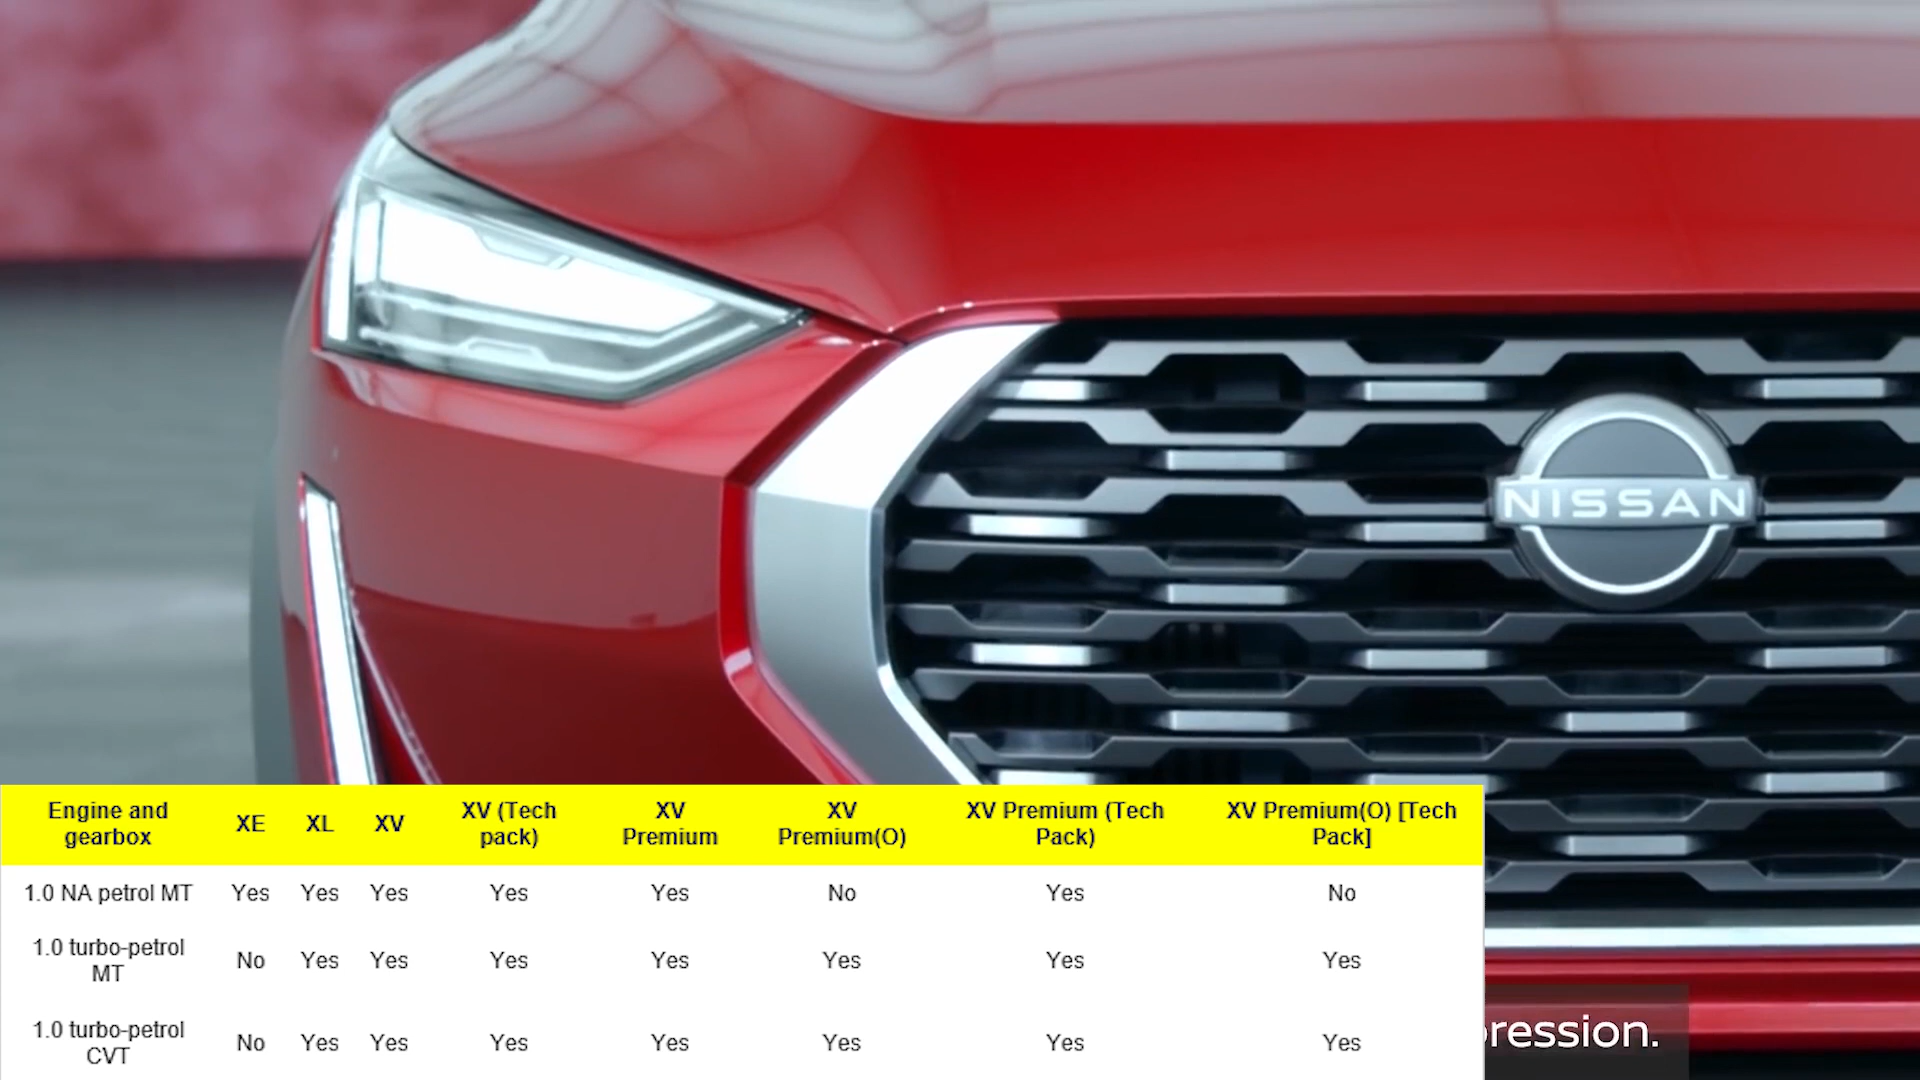 NISSAN
Engine and gearbox XE XL XV XV (Tech pack) XV Premium XV Premium(O) XV Premium (Tech Pack) XV Premium(O) [Tech Pack]
1.0 NA petrol MT Yes Yes Yes Yes Yes No Yes No
1.0 turbo-petrol MT No Yes Yes Yes Yes Yes Yes Yes
1.0 turbo-petrol CVT No Yes Yes Yes Yes Yes Yes Yes